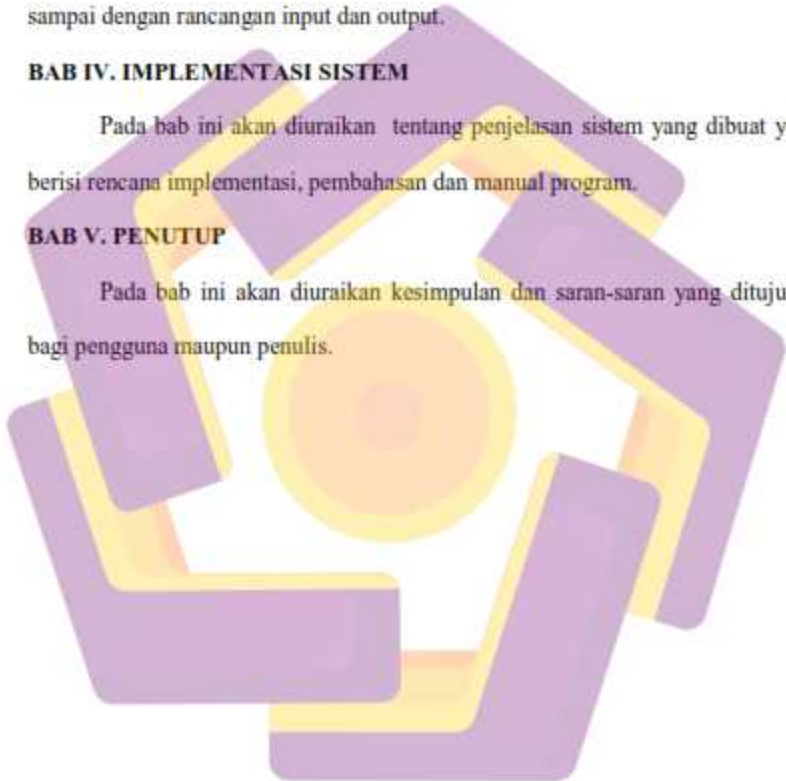 sampai dengan rancangan input dan output.
BAB IV. IMPLEMENTASI SISTEM
Pada bab ini akan diuraikan tentang penjelasan sistem yang dibuat y
berisi rencana implementasi, pembahasan dan manual program.
BAB V. PENUTUP
Pada bab ini akan diuraikan kesimpulan dan saran-saran yang dituju
bagi pengguna maupun penulis.